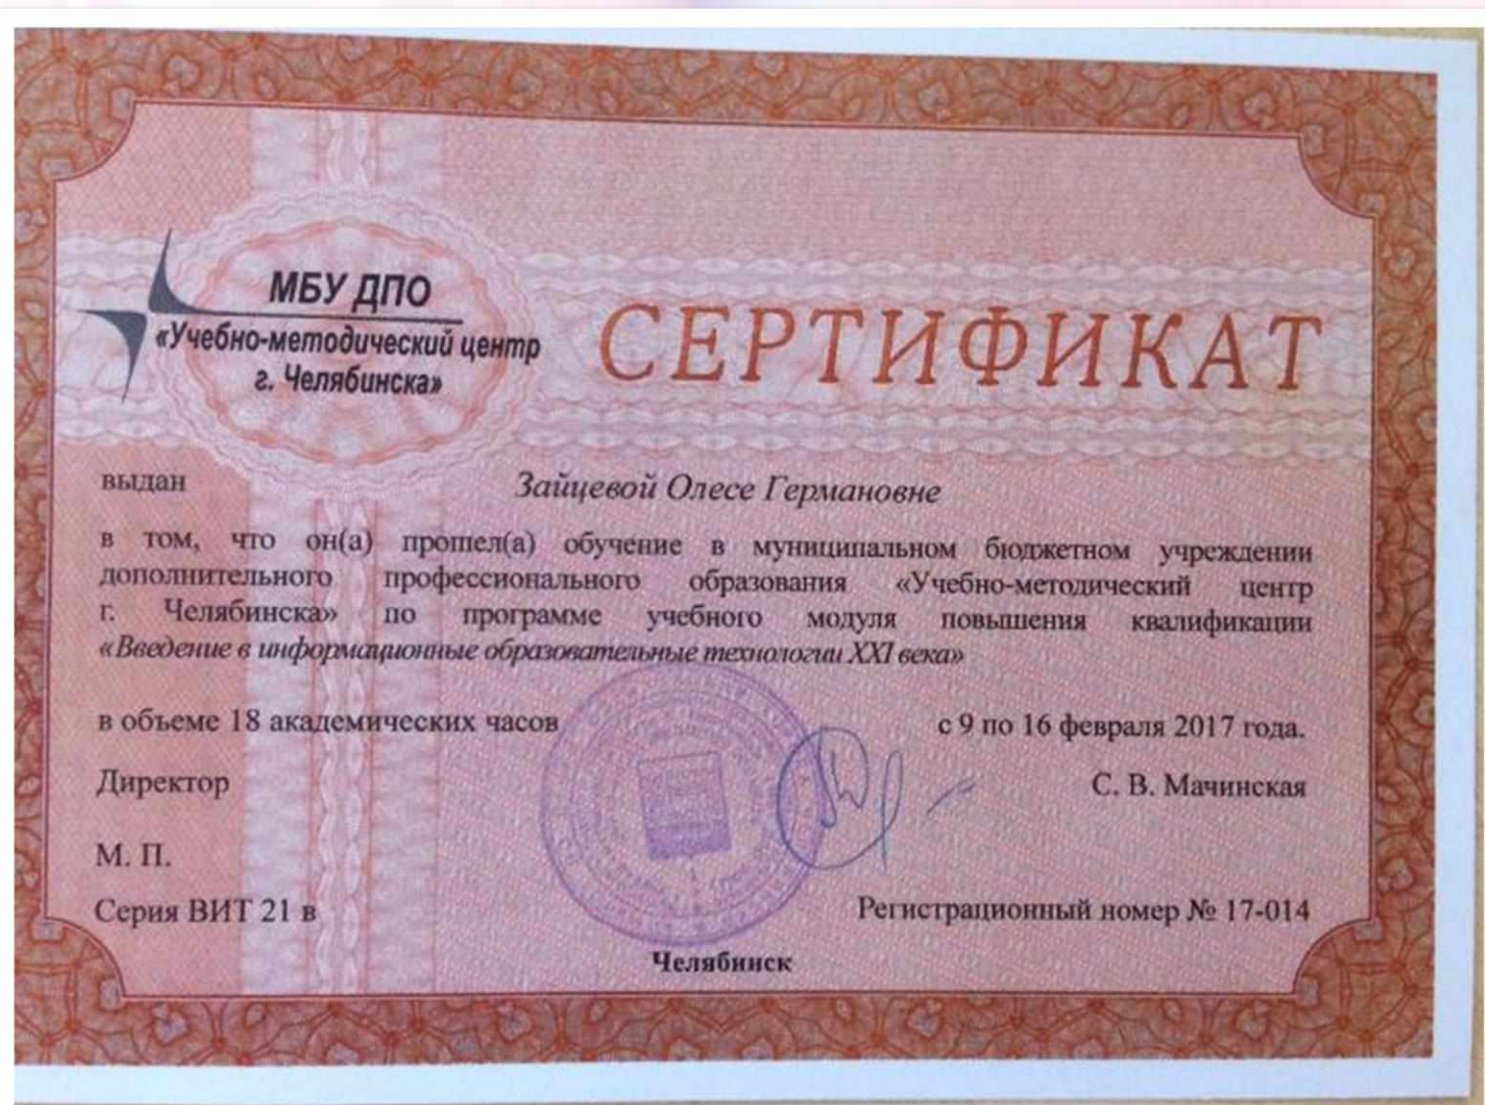 МБУ ДПО
«Учебно-методический центр
г. Челябинска»
СЕРТИФИКАТ
выдан Зайцевой Олесе Германовне
в том, что он(а) прошел(а) обучение в муниципальном бюджетном учреждении
дополнительного профессионального образования «Учебно-методический центр
г. Челябинска» по программе учебного модуля повышения квалификации
«Введение в информационные образовательные технологии XXI века»
в объеме 18 академических часов с 9 по 16 февраля 2017 года.
Директор С. В. Мачинская
М. П.
Серия ВИТ 21 в Регистрационный номер № 17-014
Челябинск